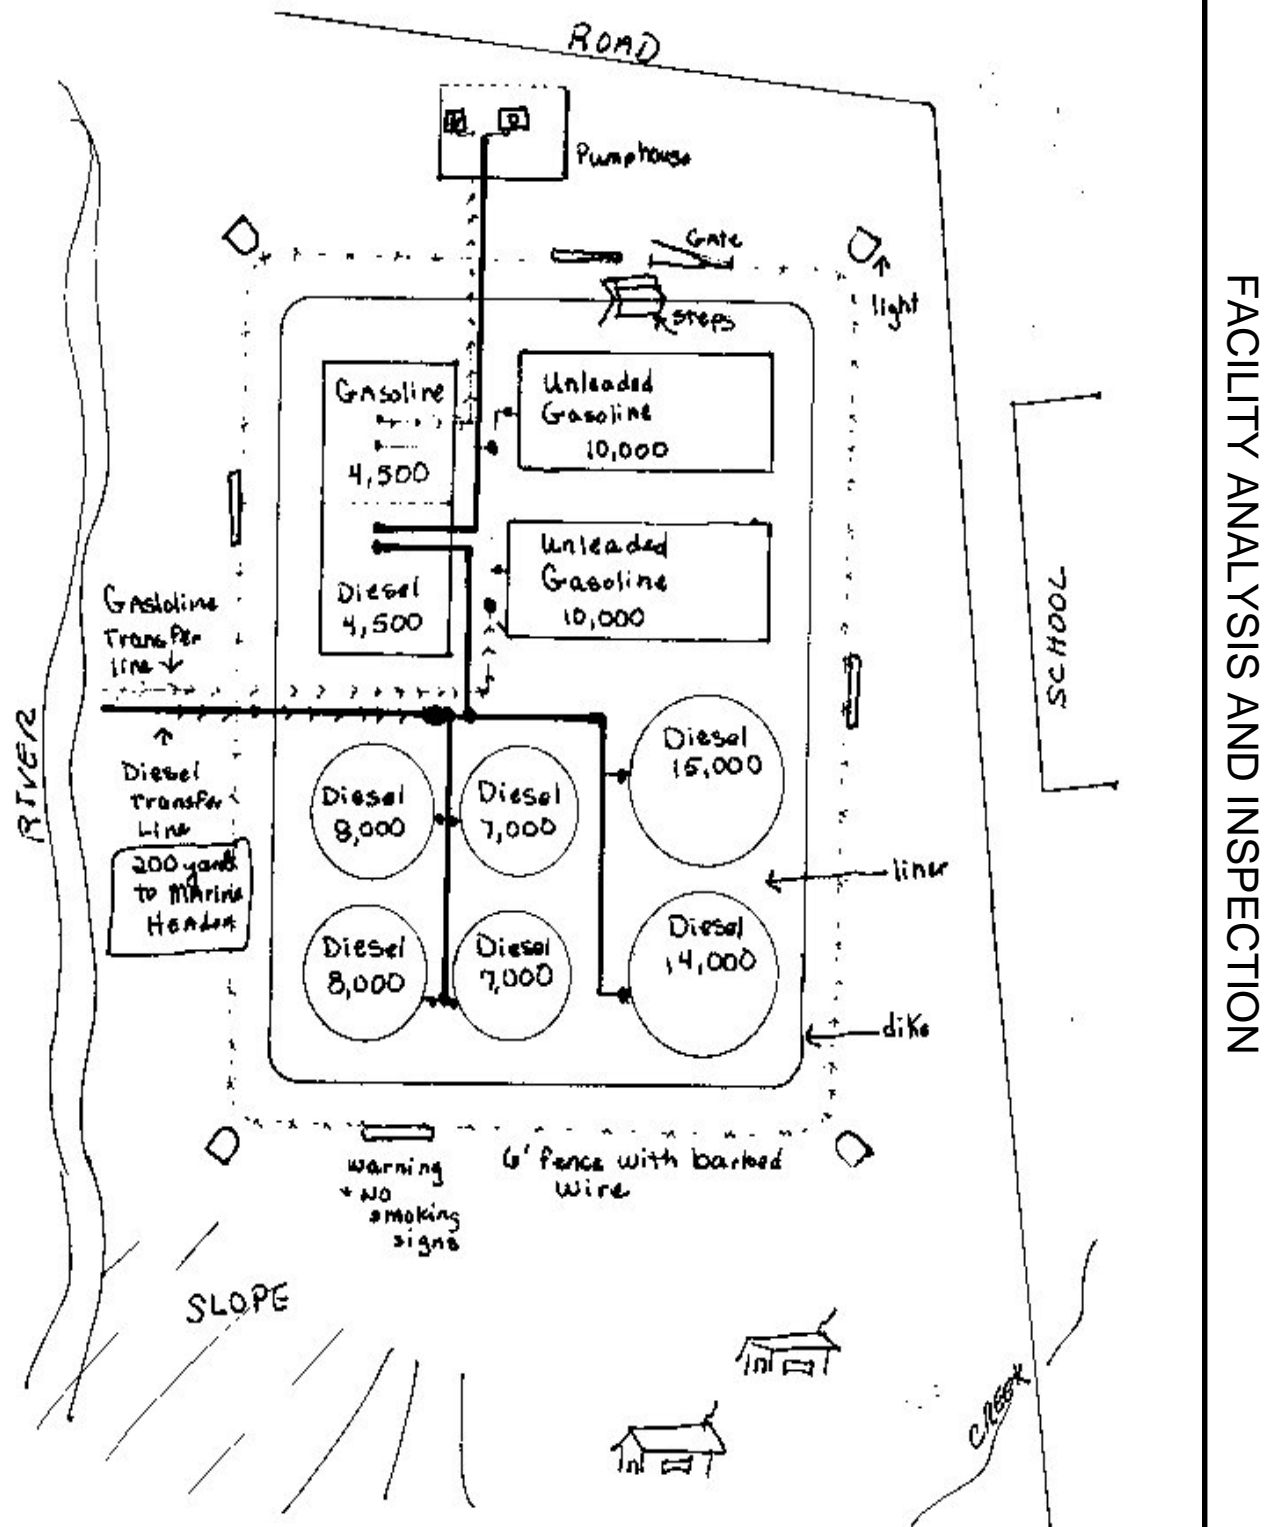 ROAD
Pumphouse
Gate
light
steps
Gasoline
4,500
Unleaded
Gasoline
10,000
Diesel
4,500
Unleaded
Gasoline
10,000
SCHOOL
Gasloline
Transfer
line
RIVER
Diesel
Transfer
Line
200 yards
to Marine
Header
Diesel
8,000
Diesel
7,000
Diesel
15,000
liner
Diesel
8,000
Diesel
7,000
Diesel
14,000
dike
Warning
+ No
smoking
signs
6' fence with barbed
wire
SLOPE
CREEK
FACILITY ANALYSIS AND INSPECTION